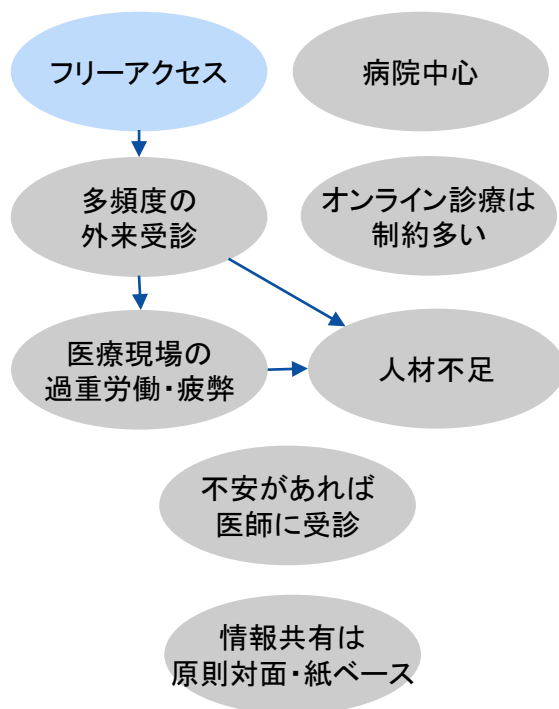 フリーアクセス
病院中心
多頻度の
外来受診
オンライン診療は
制約多い
医療現場の
過重労働・疲弊
人材不足
不安があれば
医師に受診
情報共有は
原則対面・紙ベース